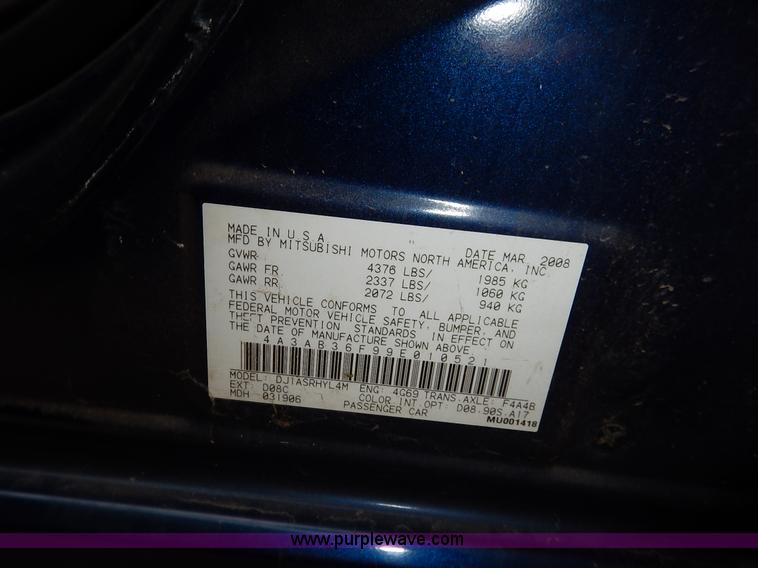 MADE IN U.S.A. DATE MAR. 2008
MFD BY MITSUBISHI MOTORS NORTH AMERICA, INC.
GVWR 4376 LBS/ 1985 KG
GAWR FR 2337 LBS/ 1060 KG
GAWR RR 2072 LBS/ 940 KG
THIS VEHICLE CONFORMS TO ALL APPLICABLE
FEDERAL MOTOR VEHICLE SAFETY, BUMPER, AND
THEFT PREVENTION STANDARDS IN EFFECT ON
THE DATE OF MANUFACTURE SHOWN ABOVE.
4A3AB36F99E010521
MODEL: DJ1ASRHYL4M ENG: 4G69 TRANS.AXLE: F4A4B
EXT: D08C COLOR INT.OPT: D08.90S.A17
MDH 031906 PASSENGER CAR
MU001418
www.purplewave.com